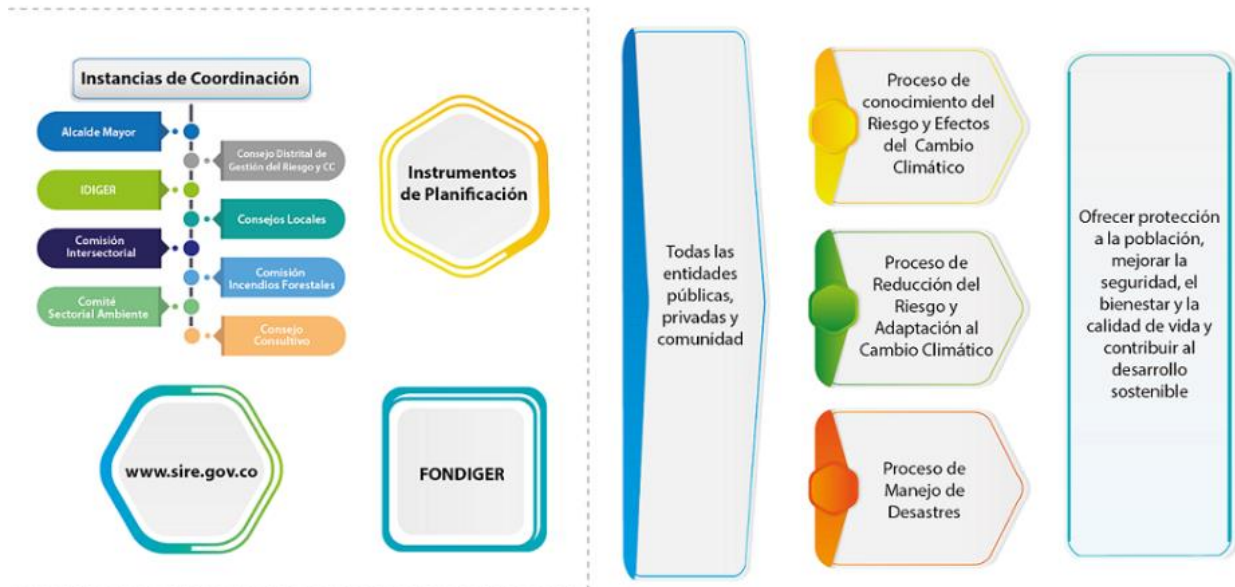 Instancias de Coordinación
Alcalde Mayor
Consejo Distrital de
Gestión del Riesgo y CC
IDIGER
Consejos Locales
Comisión
Intersectorial
Comisión
Incendios Forestales
Comité
Sectorial Ambiente
Consejo
Consultivo
Instrumentos
de Planificación
www.sire.gov.co
FONDIGER
Todas las
entidades
públicas,
privadas y
comunidad
Proceso de
conocimiento del
Riesgo y Efectos
del Cambio
Climático
Proceso de
Reducción del
Riesgo y
Adaptación al
Cambio Climático
Proceso de
Manejo de
Desastres
Ofrecer protección
a la población,
mejorar la
seguridad, el
bienestar y la
calidad de vida y
contribuir al
desarrollo
sostenible